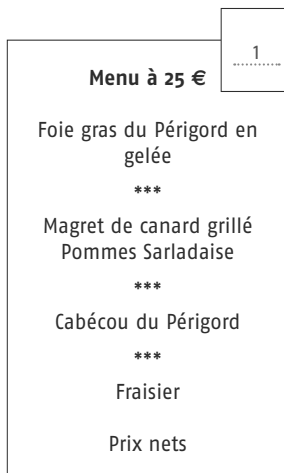 1
Menu à 25 €
Foie gras du Périgord en
gelée
***
Magret de canard grillé
Pommes Sarladaise
***
Cabécou du Périgord
***
Fraisier
Prix nets